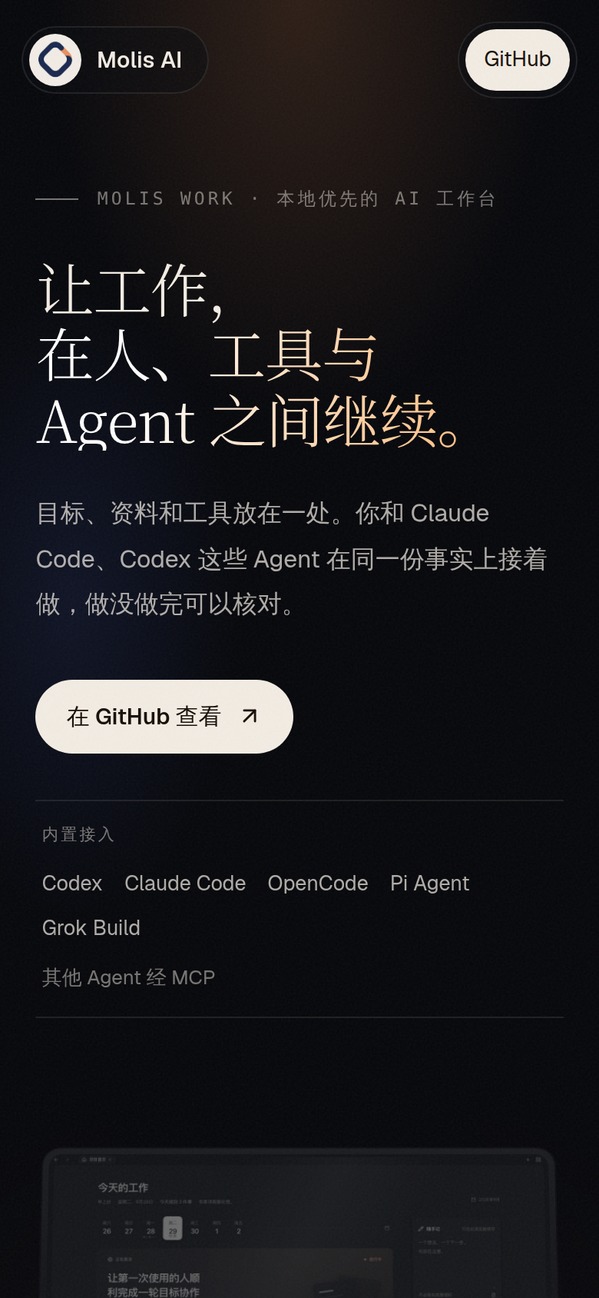 Molis AI
GitHub
MOLIS WORK · 本地优先的 AI 工作台
让工作,
在人、工具与
Agent 之间继续。
目标、资料和工具放在一处。你和 Claude
Code、Codex 这些 Agent 在同一份事实上接着
做，做没做完可以核对。
在 GitHub 查看
内置接入
Codex Claude Code OpenCode Pi Agent
Grok Build
其他 Agent 经 MCP
今天的工作
26 27 28 29 30 1 2
让第一次使用的人顺
利完成一轮目标协作